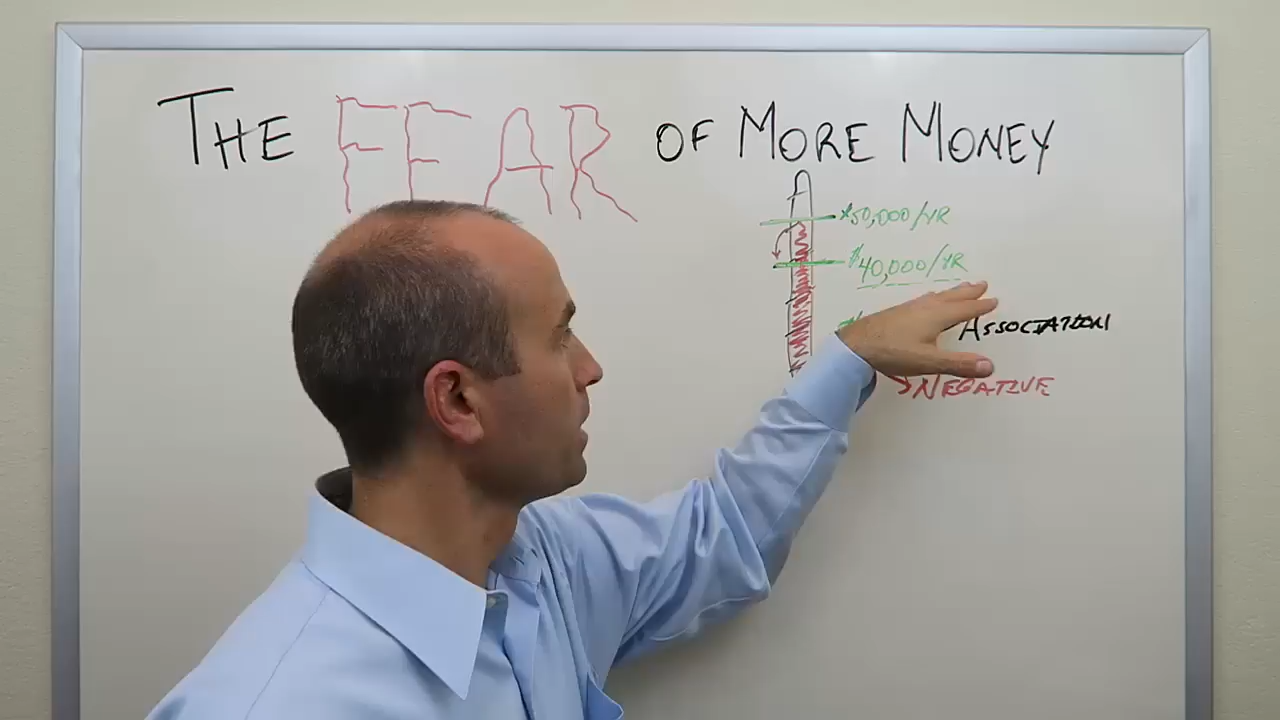 THE FEAR OF MORE MONEY
$50,000/YR
$40,000/YR
ASSOCIATION
NEGATIVE